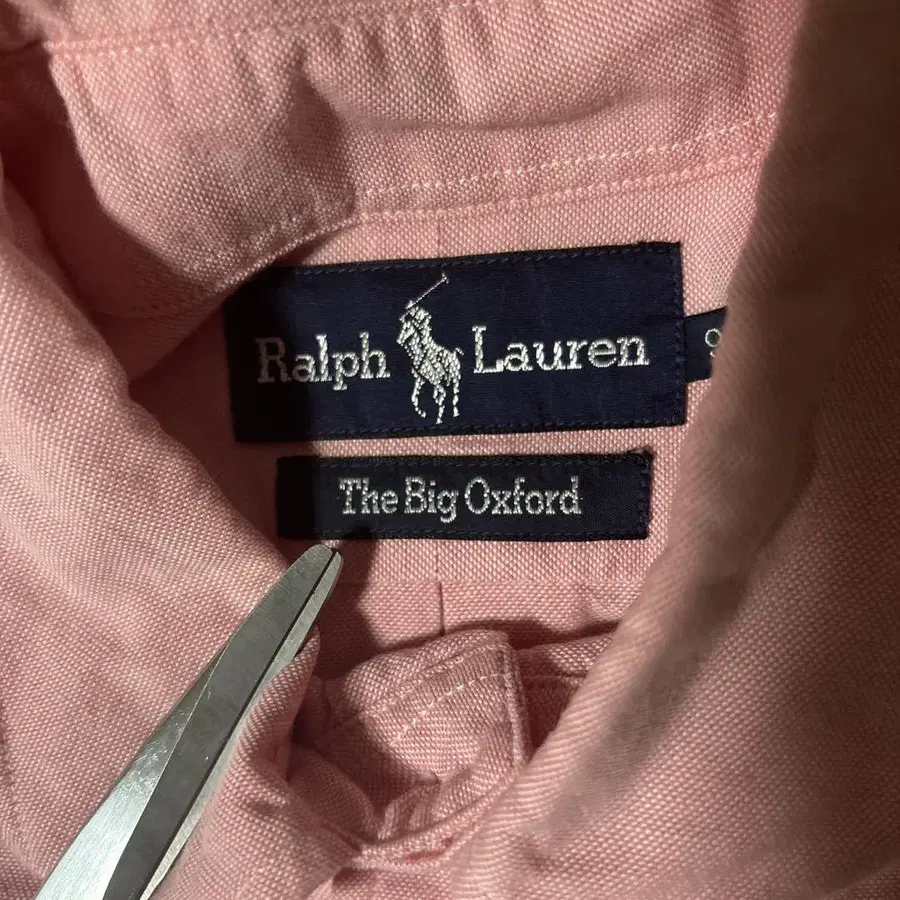 Ralph Lauren
The Big Oxford